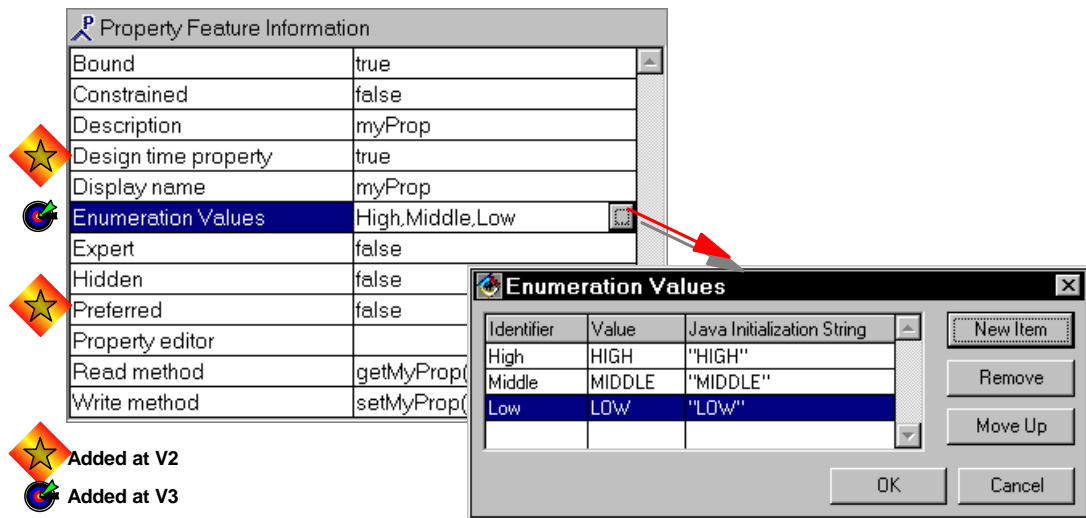 Property Feature Information
Bound true
Constrained false
Description myProp
Design time property true
Display name myProp
Enumeration Values High,Middle,Low
Expert false
Hidden false
Preferred false
Property editor
Read method getMyProp(
Write method setMyProp(
Enumeration Values
Identifier Value Java Initialization String
High HIGH "HIGH"
Middle MIDDLE "MIDDLE"
Low LOW "LOW"
New Item
Remove
Move Up
OK Cancel
Added at V2
Added at V3